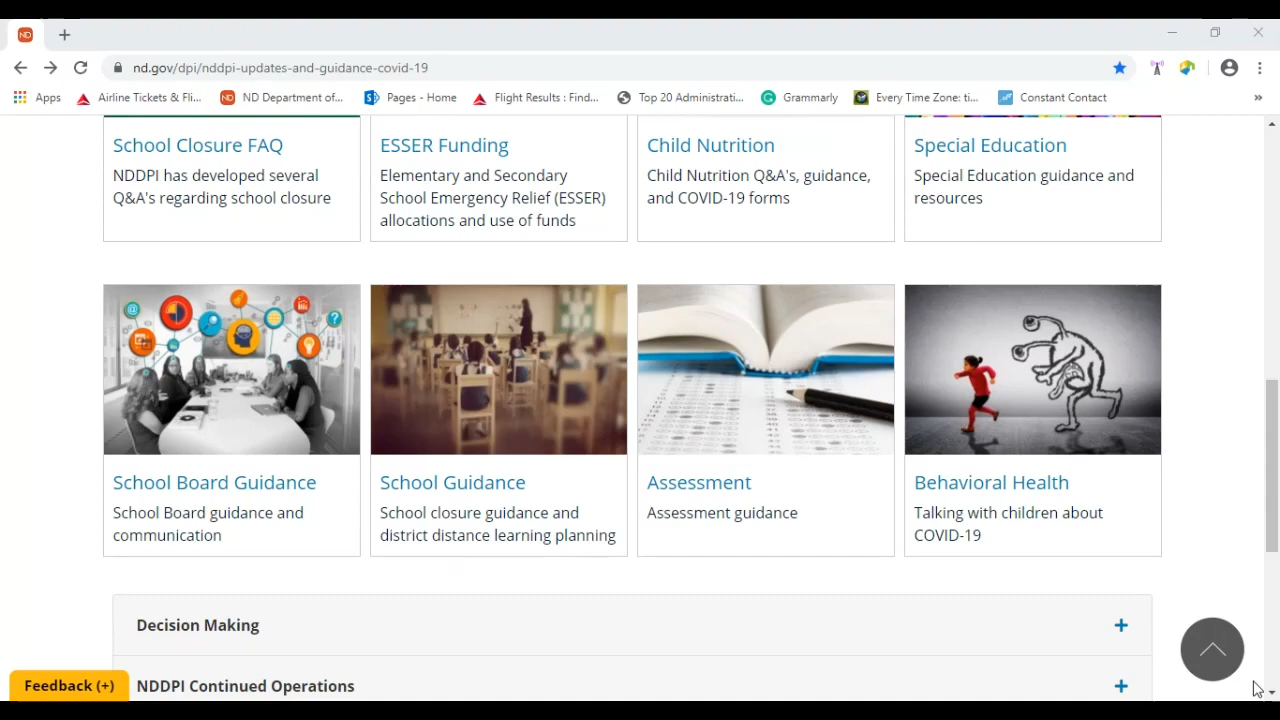 ND
nd.gov/dpi/nddpi-updates-and-guidance-covid-19
Apps
Airline Tickets & Fli...
ND ND Department of...
Pages - Home
Flight Results : Find...
Top 20 Administrati...
Grammarly
Every Time Zone: ti...
Constant Contact
»
School Closure FAQ
NDDPI has developed several
Q&A's regarding school closure
ESSER Funding
Elementary and Secondary
School Emergency Relief (ESSER)
allocations and use of funds
Child Nutrition
Child Nutrition Q&A's, guidance,
and COVID-19 forms
Special Education
Special Education guidance and
resources
School Board Guidance
School Board guidance and
communication
School Guidance
School closure guidance and
district distance learning planning
Assessment
Assessment guidance
Behavioral Health
Talking with children about
COVID-19
Decision Making
+
NDDPI Continued Operations
+
Feedback (+)